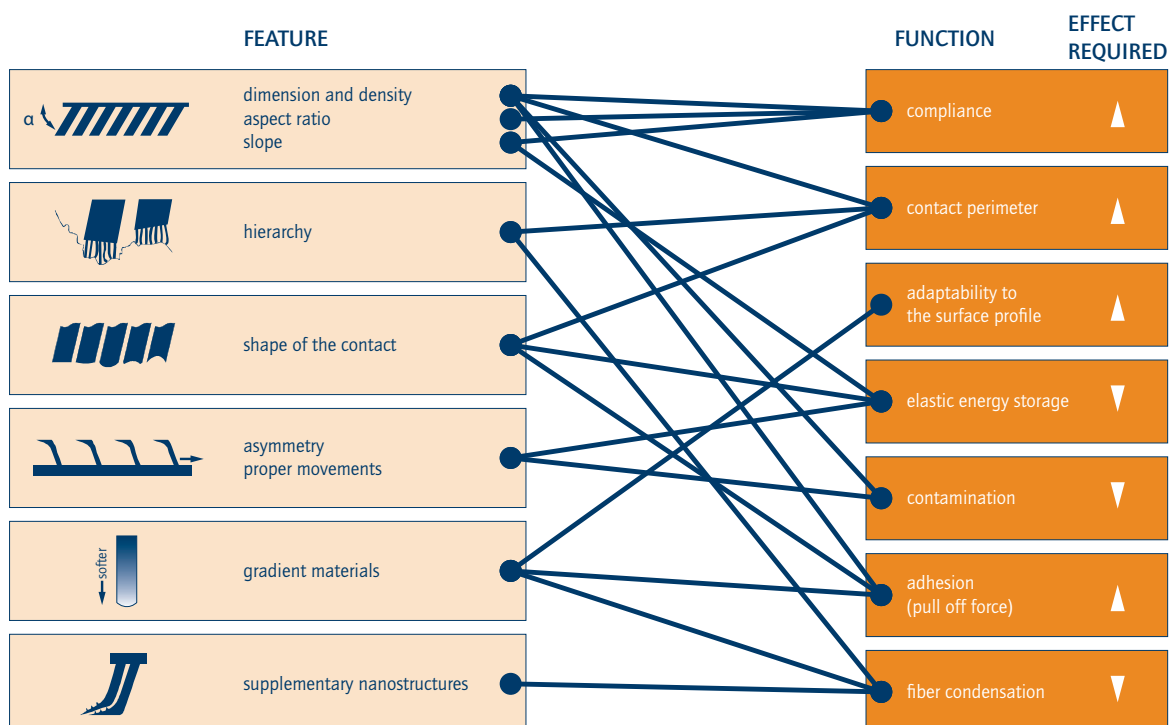 FEATURE
FUNCTION
EFFECT
REQUIRED
α
dimension and density
aspect ratio
slope
hierarchy
shape of the contact
asymmetry
proper movements
softer
gradient materials
supplementary nanostructures
compliance
contact perimeter
adaptability to
the surface profile
elastic energy storage
contamination
adhesion
(pull off force)
fiber condensation